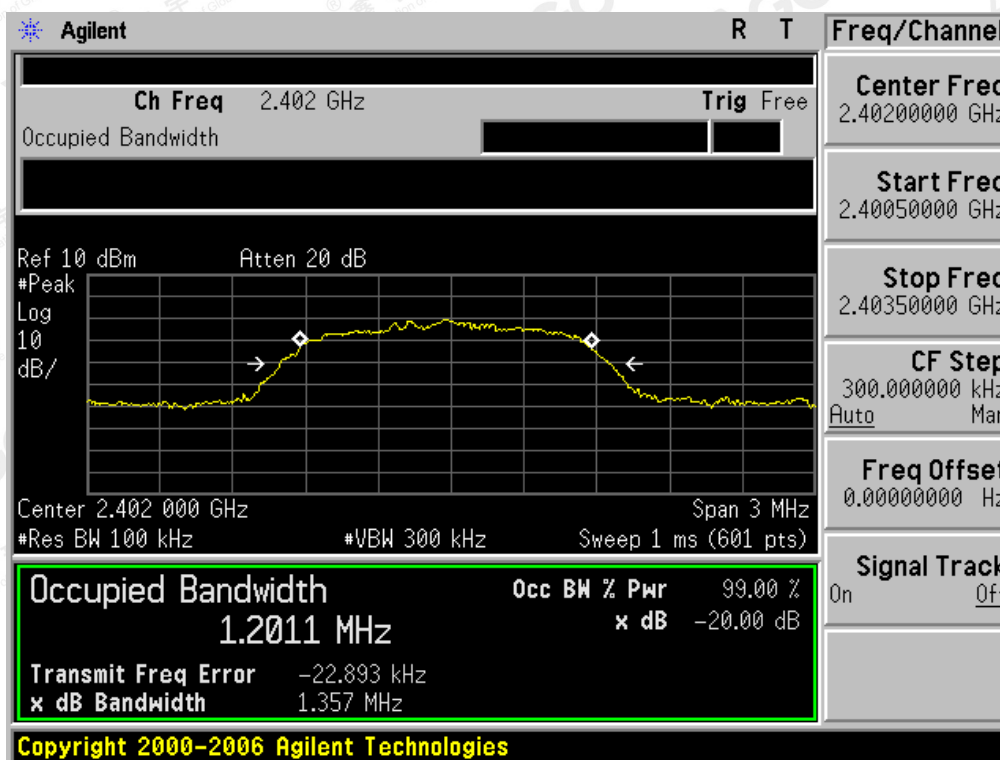 Agilent R T
Freq/Channel
Ch Freq 2.402 GHz Trig Free
Occupied Bandwidth
Center Freq
2.40200000 GHz
Start Freq
2.40050000 GHz
Stop Freq
2.40350000 GHz
CF Step
300.000000 kHz
Auto Man
Freq Offset
0.00000000 Hz
Signal Track
On Off
Ref 10 dBm Atten 20 dB
#Peak
Log
10
dB/
Center 2.402 000 GHz Span 3 MHz
#Res BW 100 kHz #VBW 300 kHz Sweep 1 ms (601 pts)
Occupied Bandwidth
1.2011 MHz
Occ BW % Pwr 99.00 %
x dB -20.00 dB
Transmit Freq Error -22.893 kHz
x dB Bandwidth 1.357 MHz
Copyright 2000-2006 Agilent Technologies